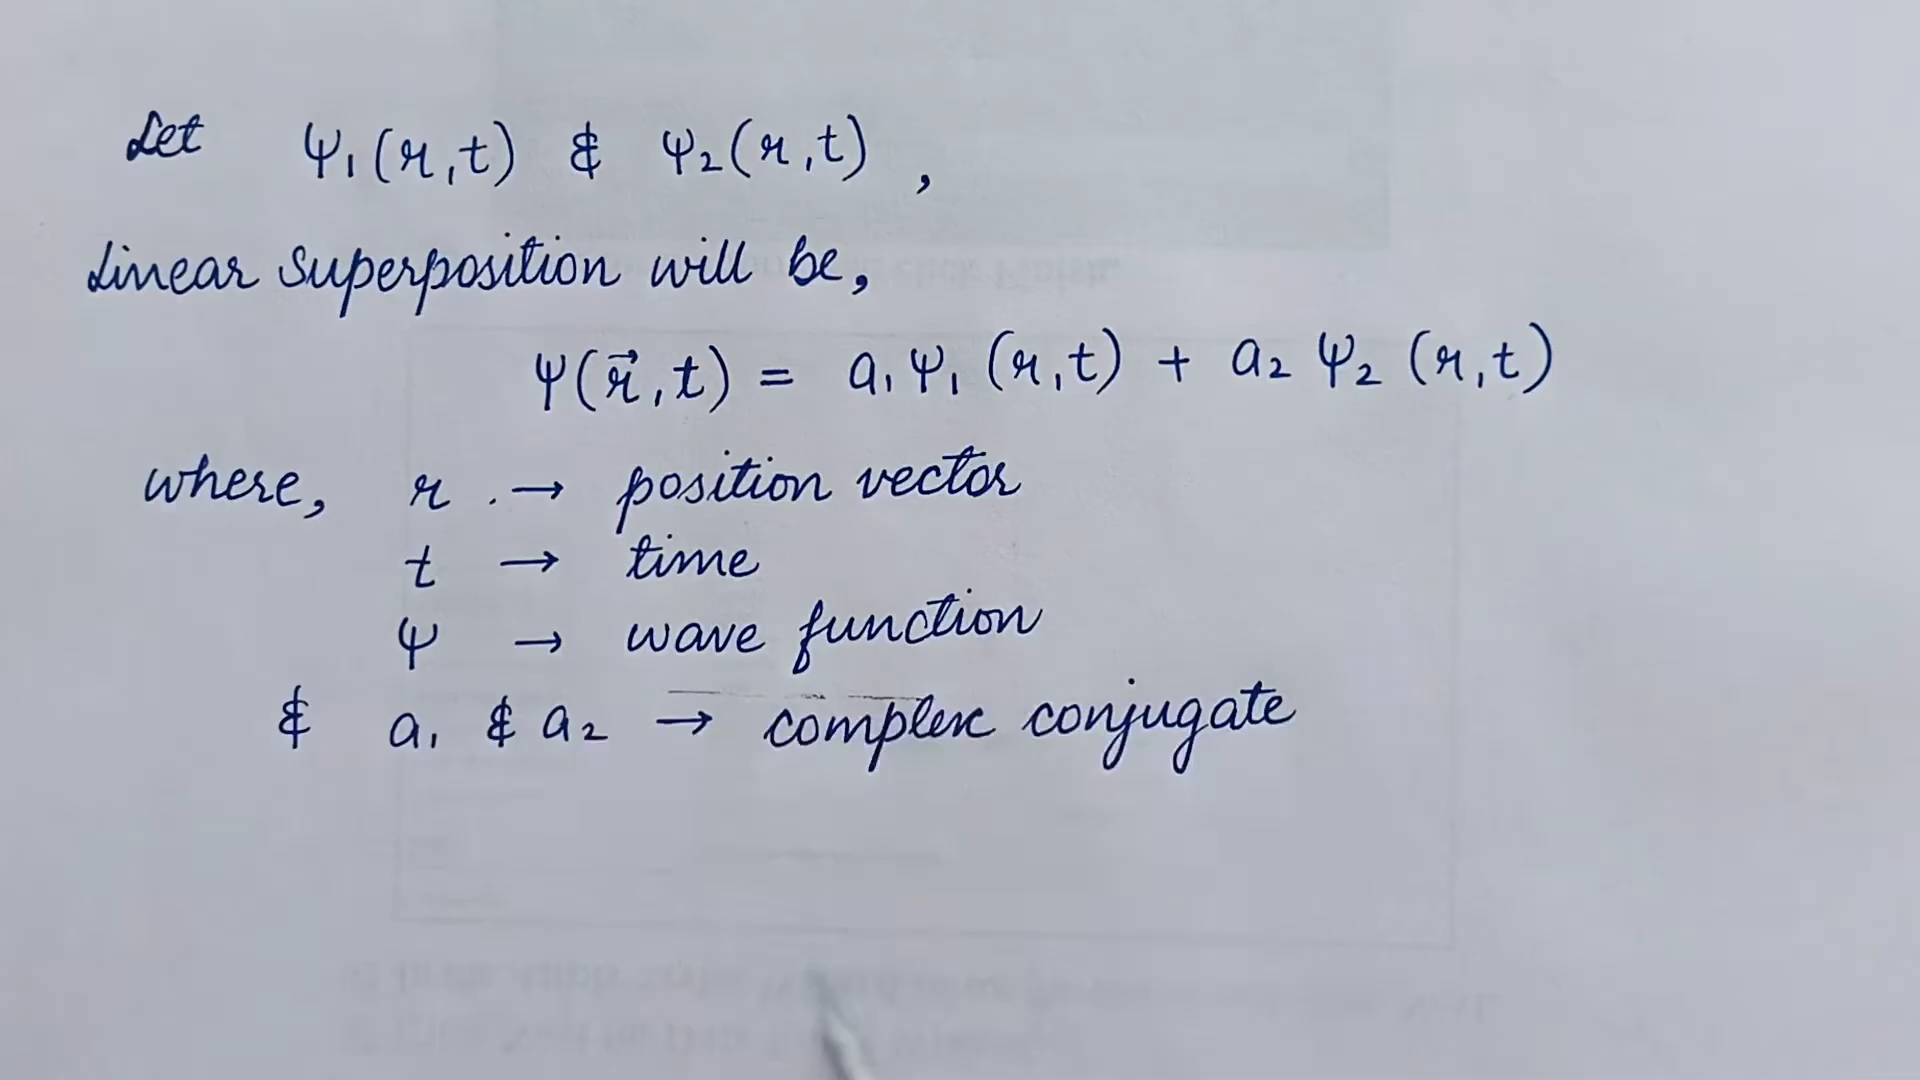 Let ψ₁(r,t) & ψ₂(r,t),
Linear superposition will be,
ψ(r⃗,t) = a₁ψ₁(r,t) + a₂ψ₂(r,t)
where, r → position vector
t → time
ψ → wave function
& a₁ & a₂ → complex conjugate